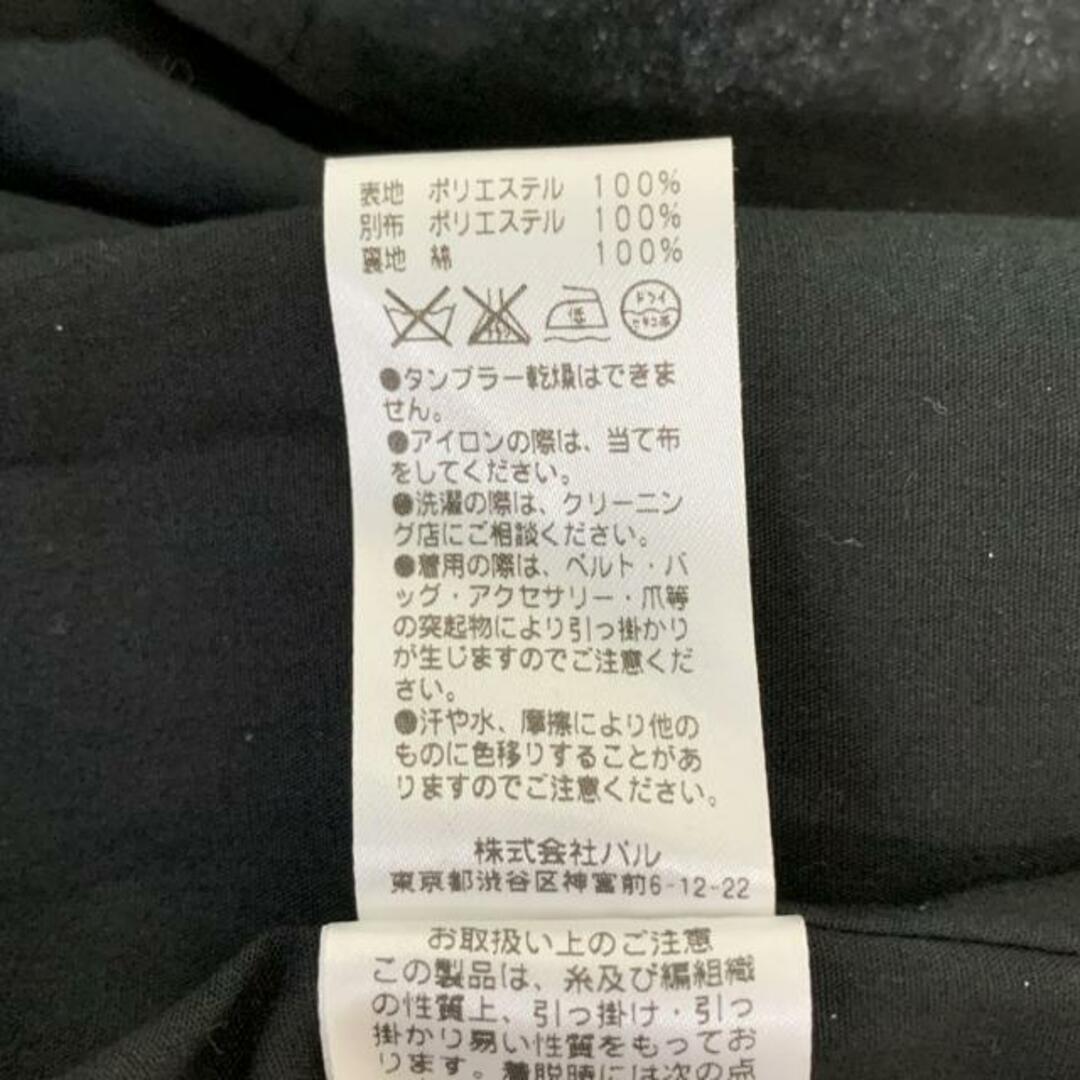 表地 ポリエステル 100%
別布 ポリエステル 100%
裏地 綿 100%
低
ドライ
セキユ系
●タンブラー乾燥はできま
せん。
●アイロンの際は、当て布
をしてください。
●洗濯の際は、クリーニン
グ店にご相談ください。
●着用の際は、ベルト・バ
ッグ・アクセサリー・爪等
の突起物により引っ掛かり
が生じますのでご注意くだ
さい。
●汗や水、摩擦により他の
ものに色移りすることがあ
りますのでご注意ください。
株式会社パル
東京都渋谷区神宮前6-12-22
お取扱い上のご注意
この製品は、糸及び編組織
の性質上、引っ掛け・引っ
掛かり易い性質をもってお
ります。着脱時には次の点